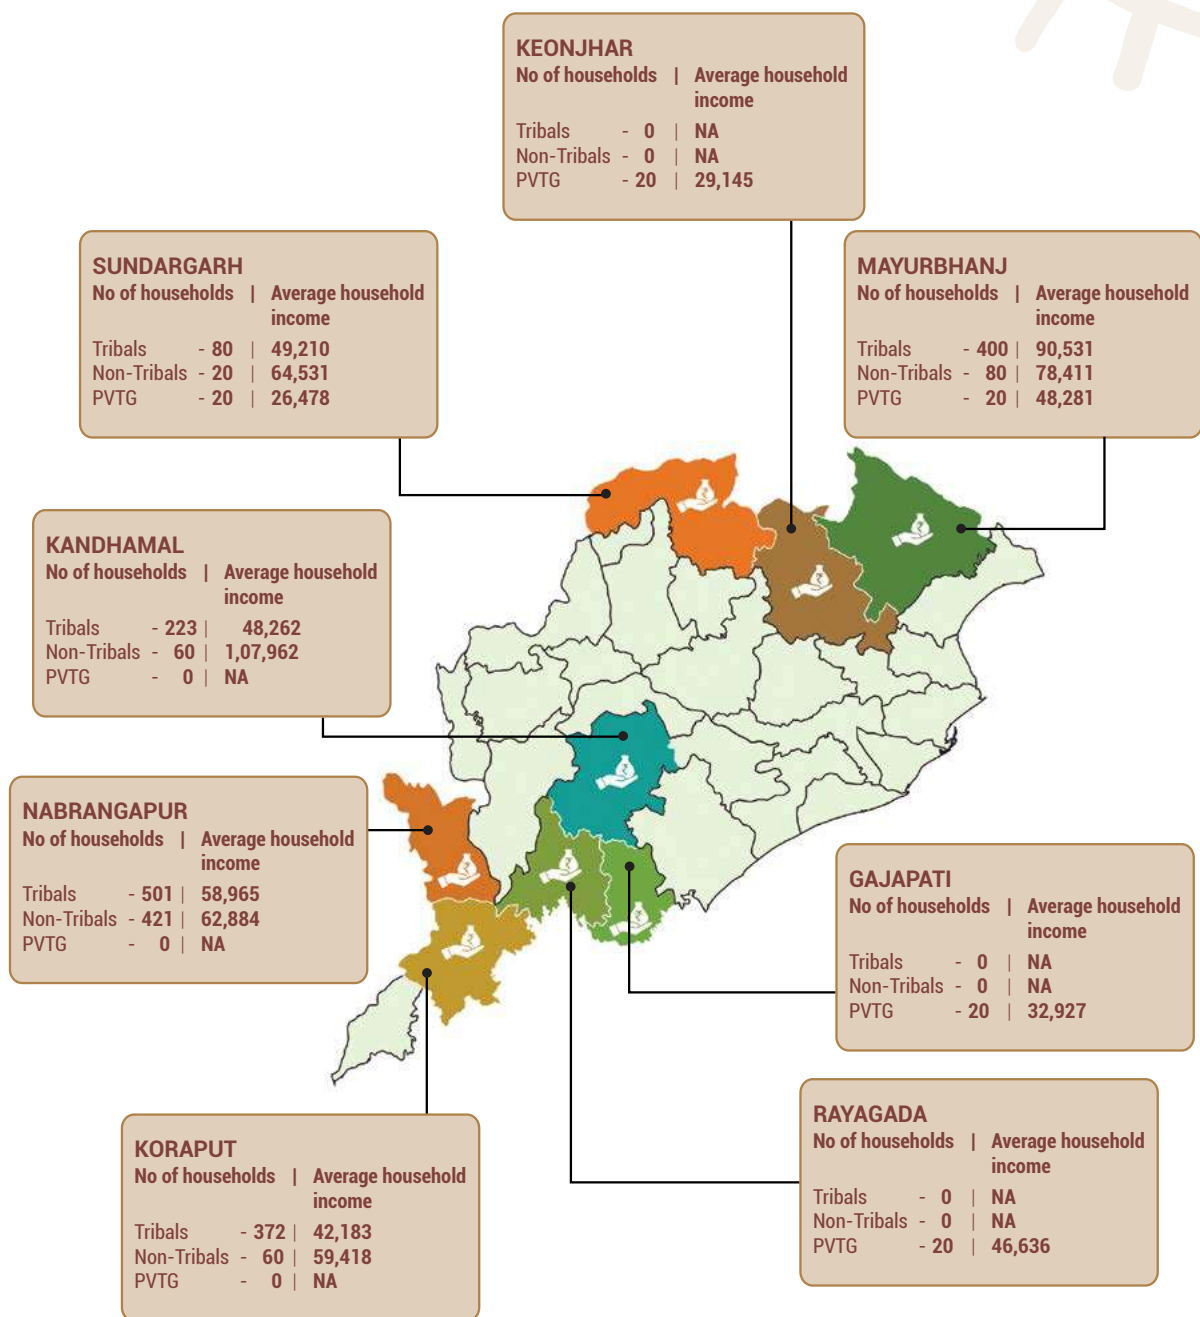 KEONJHAR
No of households | Average household
income
Tribals - 0 | NA
Non-Tribals - 0 | NA
PVTG - 20 | 29,145
SUNDARGARH
No of households | Average household
income
Tribals - 80 | 49,210
Non-Tribals - 20 | 64,531
PVTG - 20 | 26,478
MAYURBHANJ
No of households | Average household
income
Tribals - 400 | 90,531
Non-Tribals - 80 | 78,411
PVTG - 20 | 48,281
KANDHAMAL
No of households | Average household
income
Tribals - 223 | 48,262
Non-Tribals - 60 | 1,07,962
PVTG - 0 | NA
NABRANGAPUR
No of households | Average household
income
Tribals - 501 | 58,965
Non-Tribals - 421 | 62,884
PVTG - 0 | NA
GAJAPATI
No of households | Average household
income
Tribals - 0 | NA
Non-Tribals - 0 | NA
PVTG - 20 | 32,927
RAYAGADA
No of households | Average household
income
Tribals - 0 | NA
Non-Tribals - 0 | NA
PVTG - 20 | 46,636
KORAPUT
No of households | Average household
income
Tribals - 372 | 42,183
Non-Tribals - 60 | 59,418
PVTG - 0 | NA
₹
₹
₹
₹
₹
₹
₹
₹